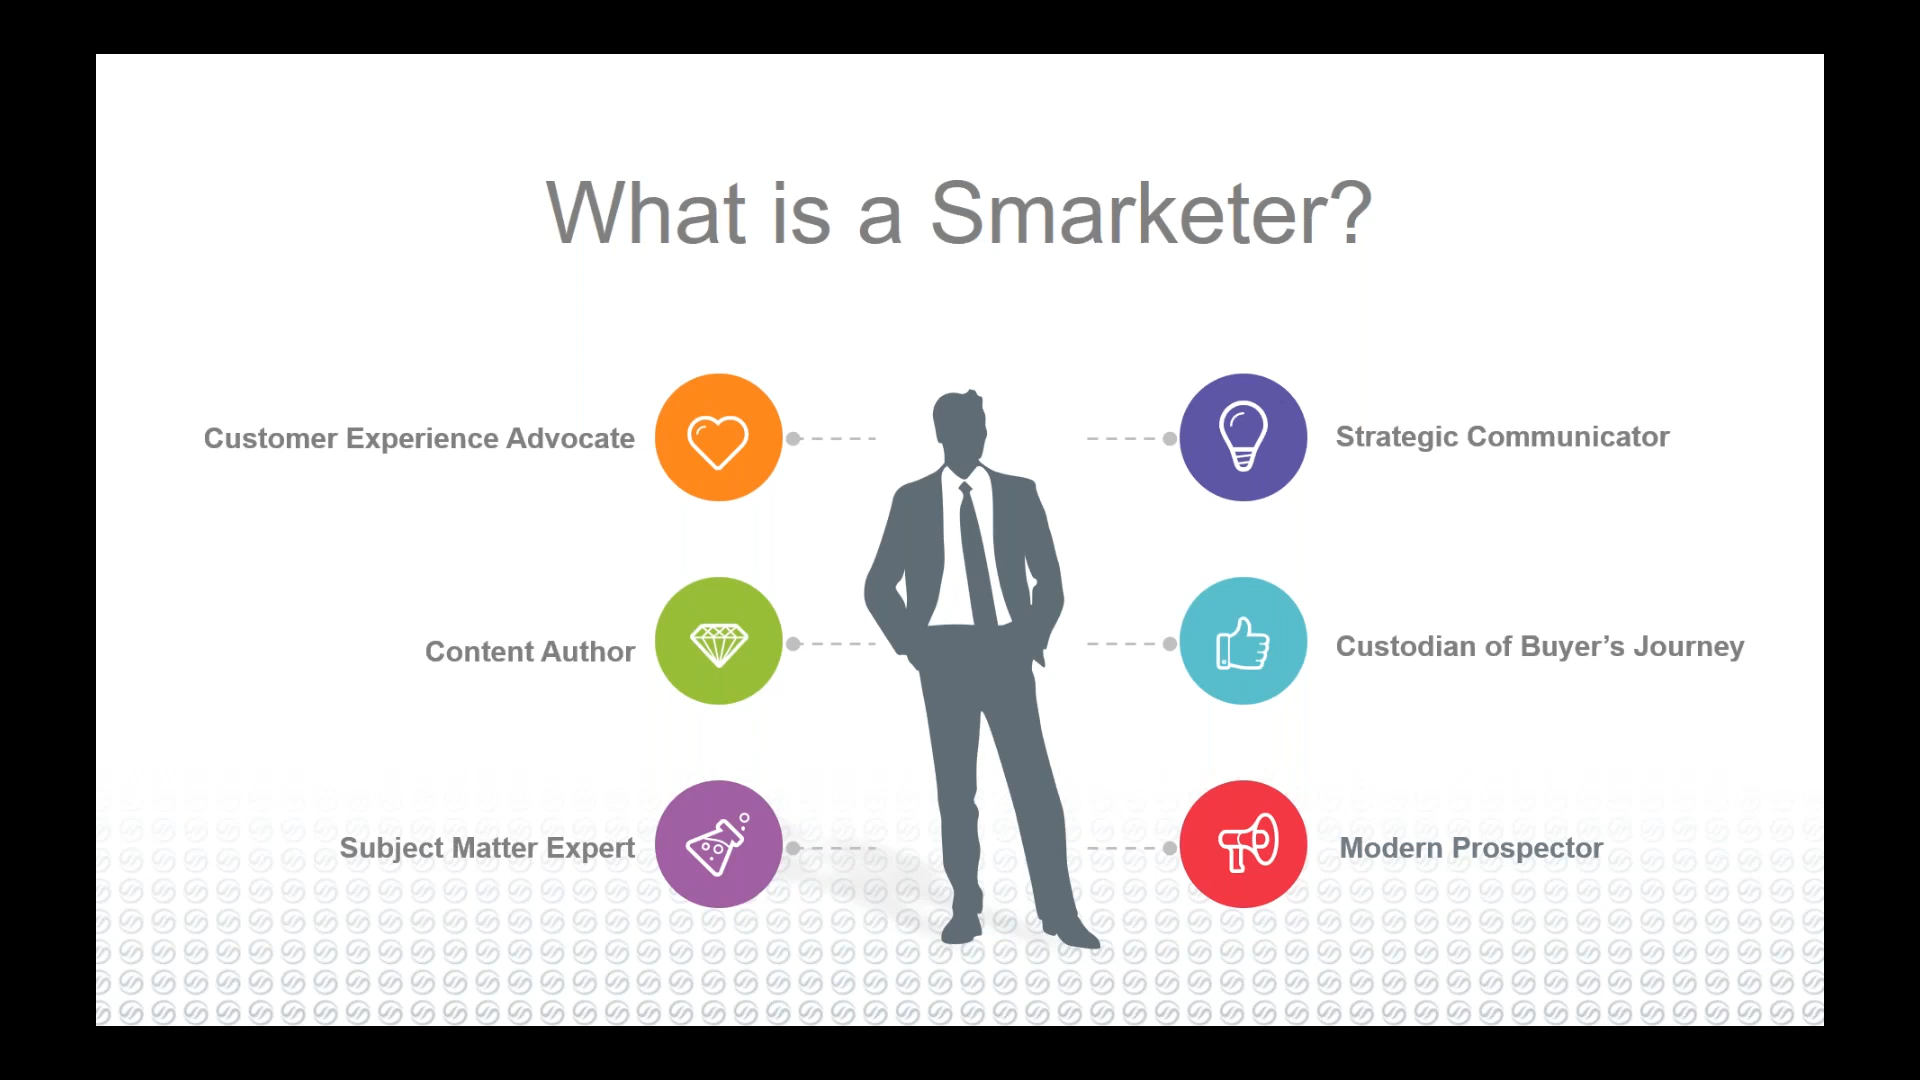 What is a Smarketer?
Customer Experience Advocate
Strategic Communicator
Content Author
Custodian of Buyer’s Journey
Subject Matter Expert
Modern Prospector